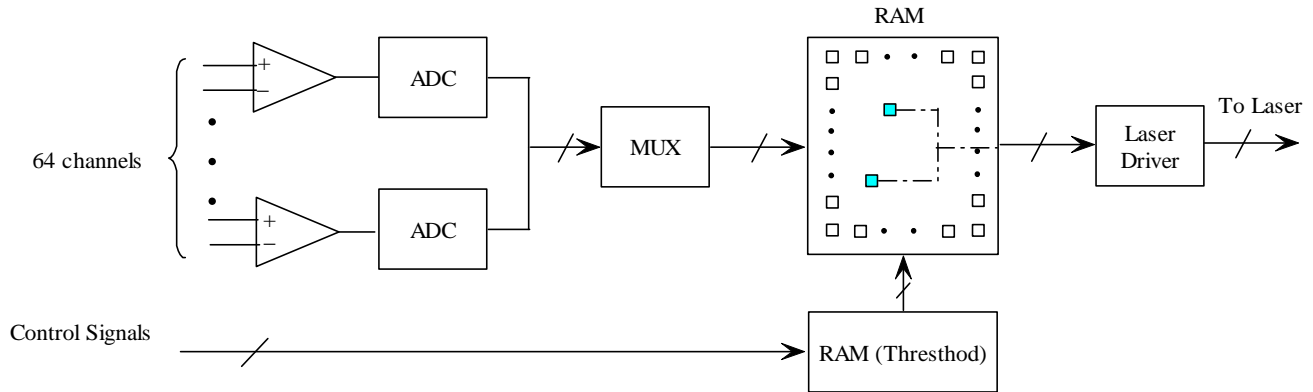 RAM
+
−
ADC
64 channels
MUX
Laser
Driver
To Laser
+
−
ADC
Control Signals
RAM (Thresthod)